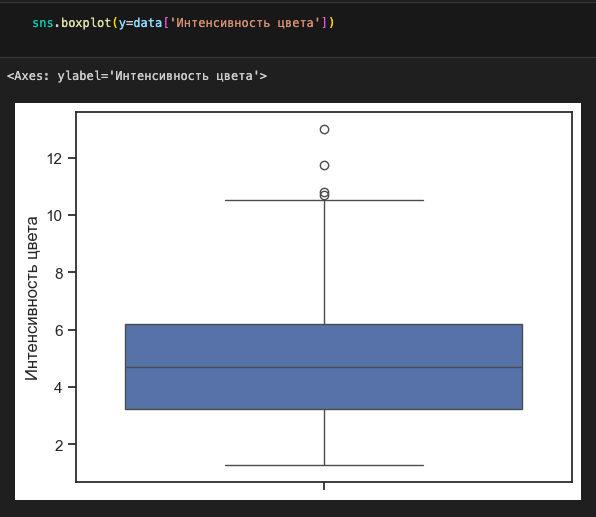 sns.boxplot(y=data['Интенсивность цвета'])
<Axes: ylabel='Интенсивность цвета'>
12
10
8
6
4
2
Интенсивность цвета